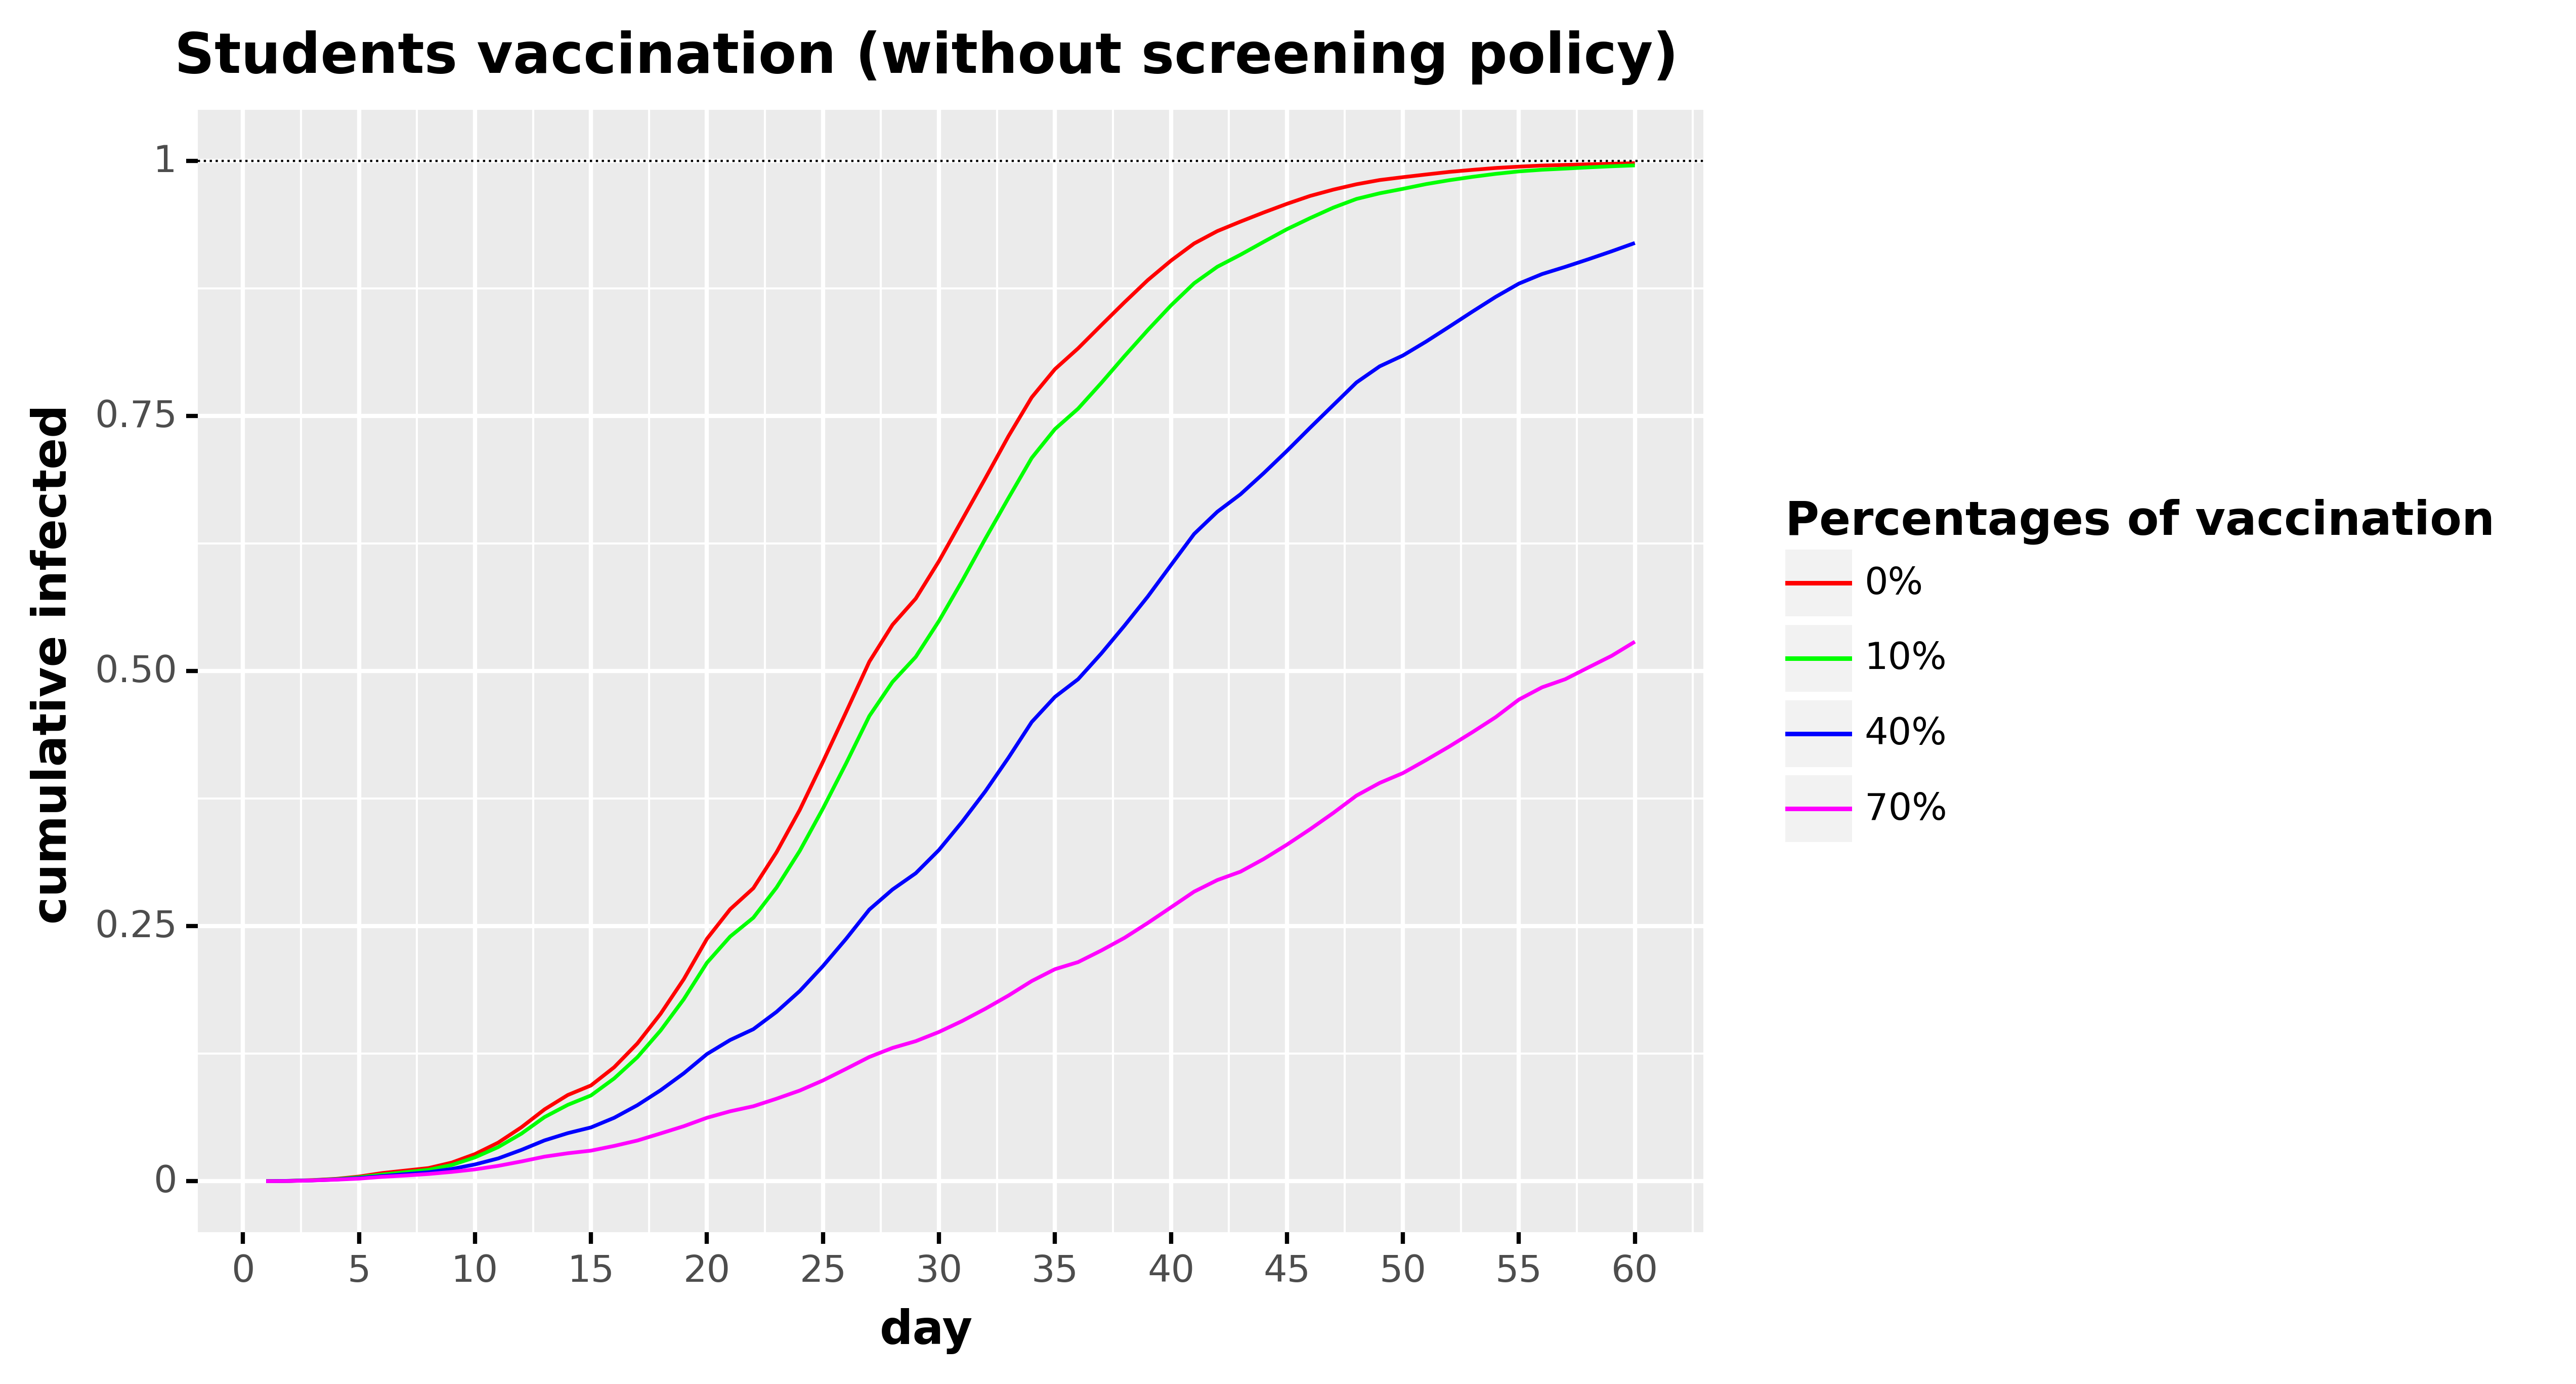 Students vaccination (without screening policy)
1
0.75
0.50
0.25
0
cumulative infected
0 5 10 15 20 25 30 35 40 45 50 55 60
day
Percentages of vaccination
0%
10%
40%
70%